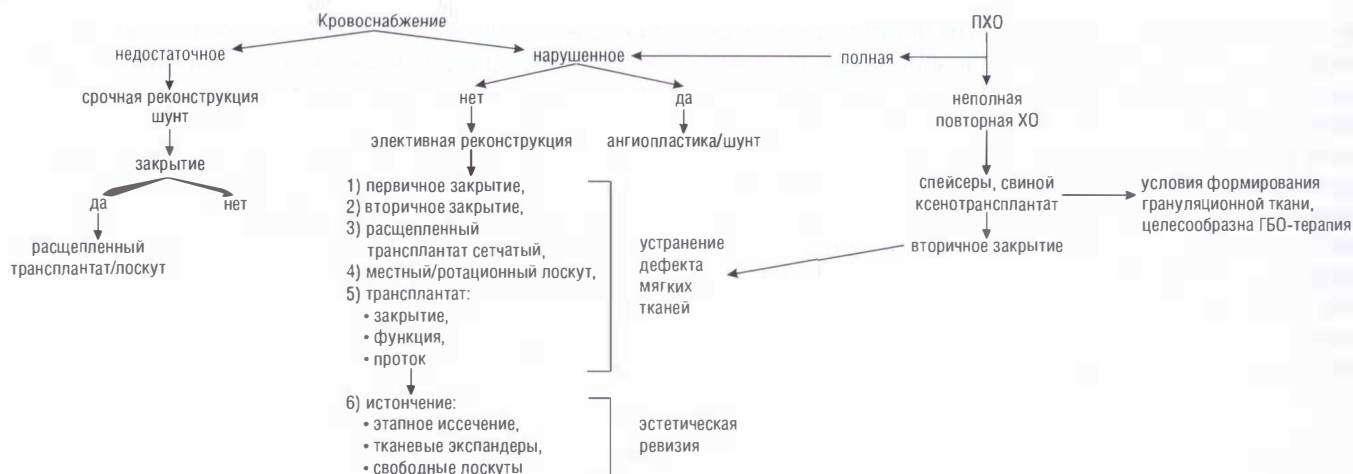 Кровоснабжение
ПХО
недостаточное
нарушенное
полная
срочная реконструкция
шунт
нет
да
неполная
повторная ХО
элективная реконструкция
ангиопластика/шунт
закрытие
да
нет
расщепленный
трансплантат/лоскут
1) первичное закрытие,
2) вторичное закрытие,
3) расщепленный
трансплантат сетчатый,
4) местный/ротационный лоскут,
5) трансплантат:
• закрытие,
• функция,
• проток
устранение
дефекта
мягких
тканей
спейсеры, свиной
ксенотрансплантат
условия формирования
грануляционной ткани,
целесообразна ГБО-терапия
вторичное закрытие
6) истончение:
• этапное иссечение,
• тканевые экспандеры,
• свободные лоскуты
эстетическая
ревизия